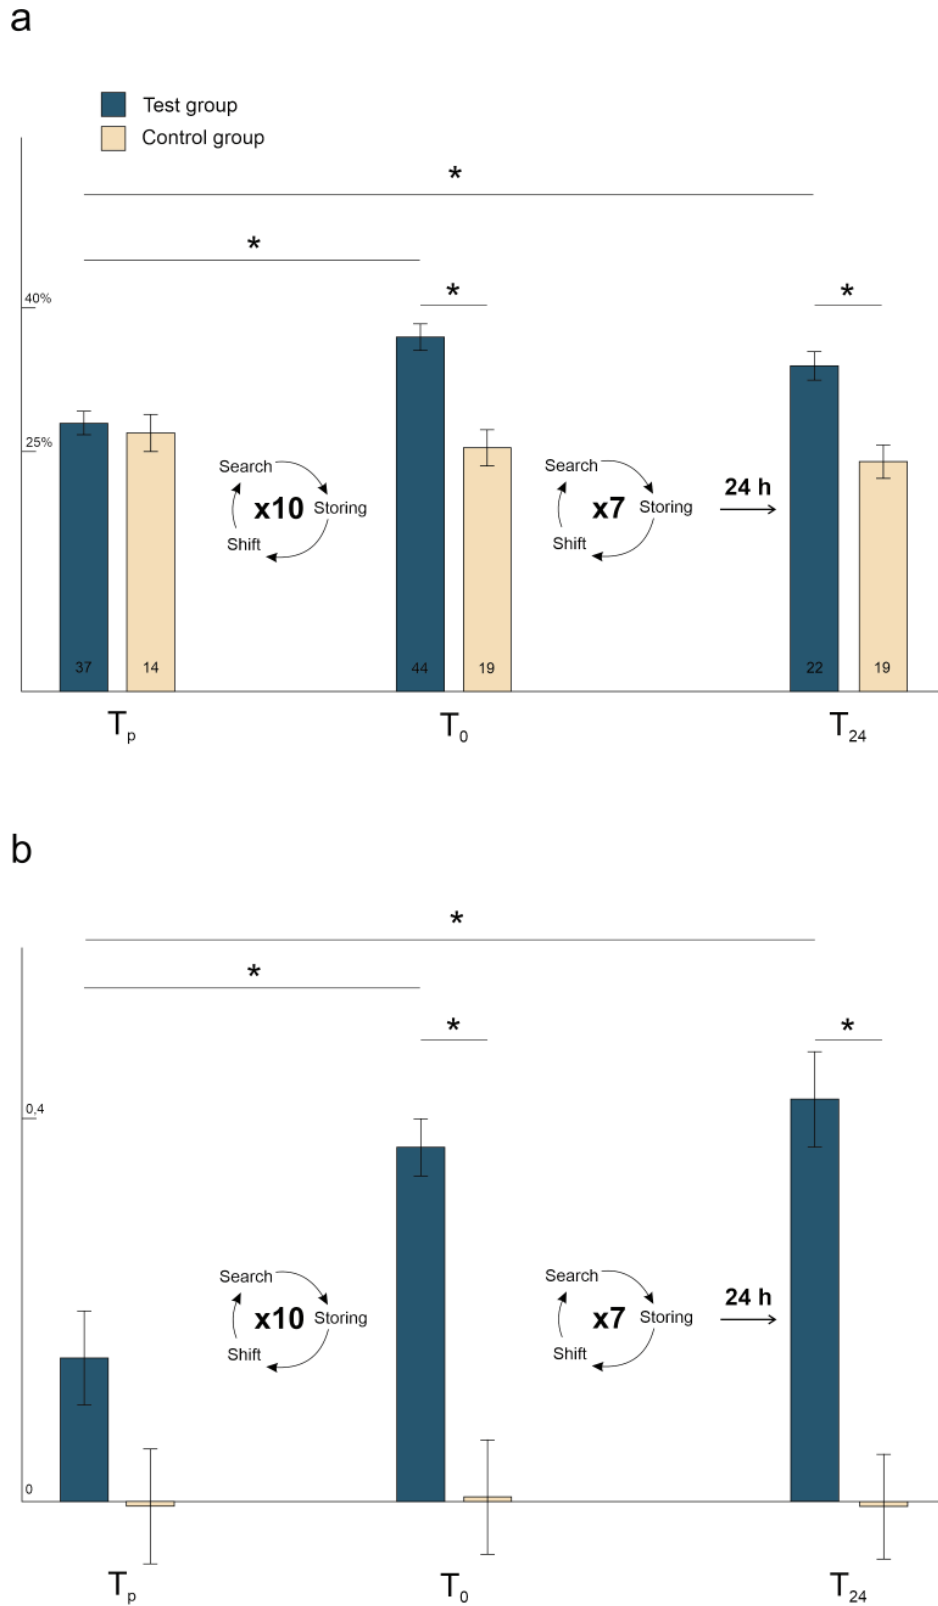 a
Test group
Control group
*
*
* *
40%
25%
Search
x10 Storing
Shift
Search
x7 Storing
Shift
24 h
37 14 44 19 22 19
Tp T0 T24
b
*
*
* *
0,4
Search
x10 Storing
Shift
Search
x7 Storing
Shift
24 h
0
Tp T0 T24